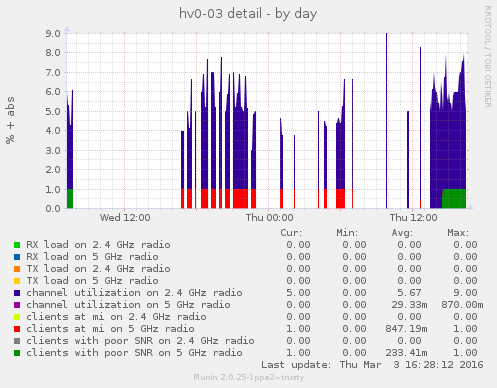 hv0-03 detail - by day
RRDTOOL / TOBI OETIKER
% + abs
9.0
8.0
7.0
6.0
5.0
4.0
3.0
2.0
1.0
0.0
Wed 12:00 Thu 00:00 Thu 12:00
Cur: Min: Avg: Max:
RX load on 2.4 GHz radio 0.00 0.00 0.00 0.00
RX load on 5 GHz radio 0.00 0.00 0.00 0.00
TX load on 2.4 GHz radio 0.00 0.00 0.00 0.00
TX load on 5 GHz radio 0.00 0.00 0.00 0.00
channel utilization on 2.4 GHz radio 5.00 0.00 5.67 9.00
channel utilization on 5 GHz radio 0.00 0.00 29.33m 870.00m
clients at mi on 2.4 GHz radio 0.00 0.00 0.00 0.00
clients at mi on 5 GHz radio 1.00 0.00 847.19m 1.00
clients with poor SNR on 2.4 GHz radio 0.00 0.00 0.00 0.00
clients with poor SNR on 5 GHz radio 1.00 0.00 233.41m 1.00
Last update: Thu Mar 3 16:28:12 2016
Munin 2.0.25-1ppa2~trusty